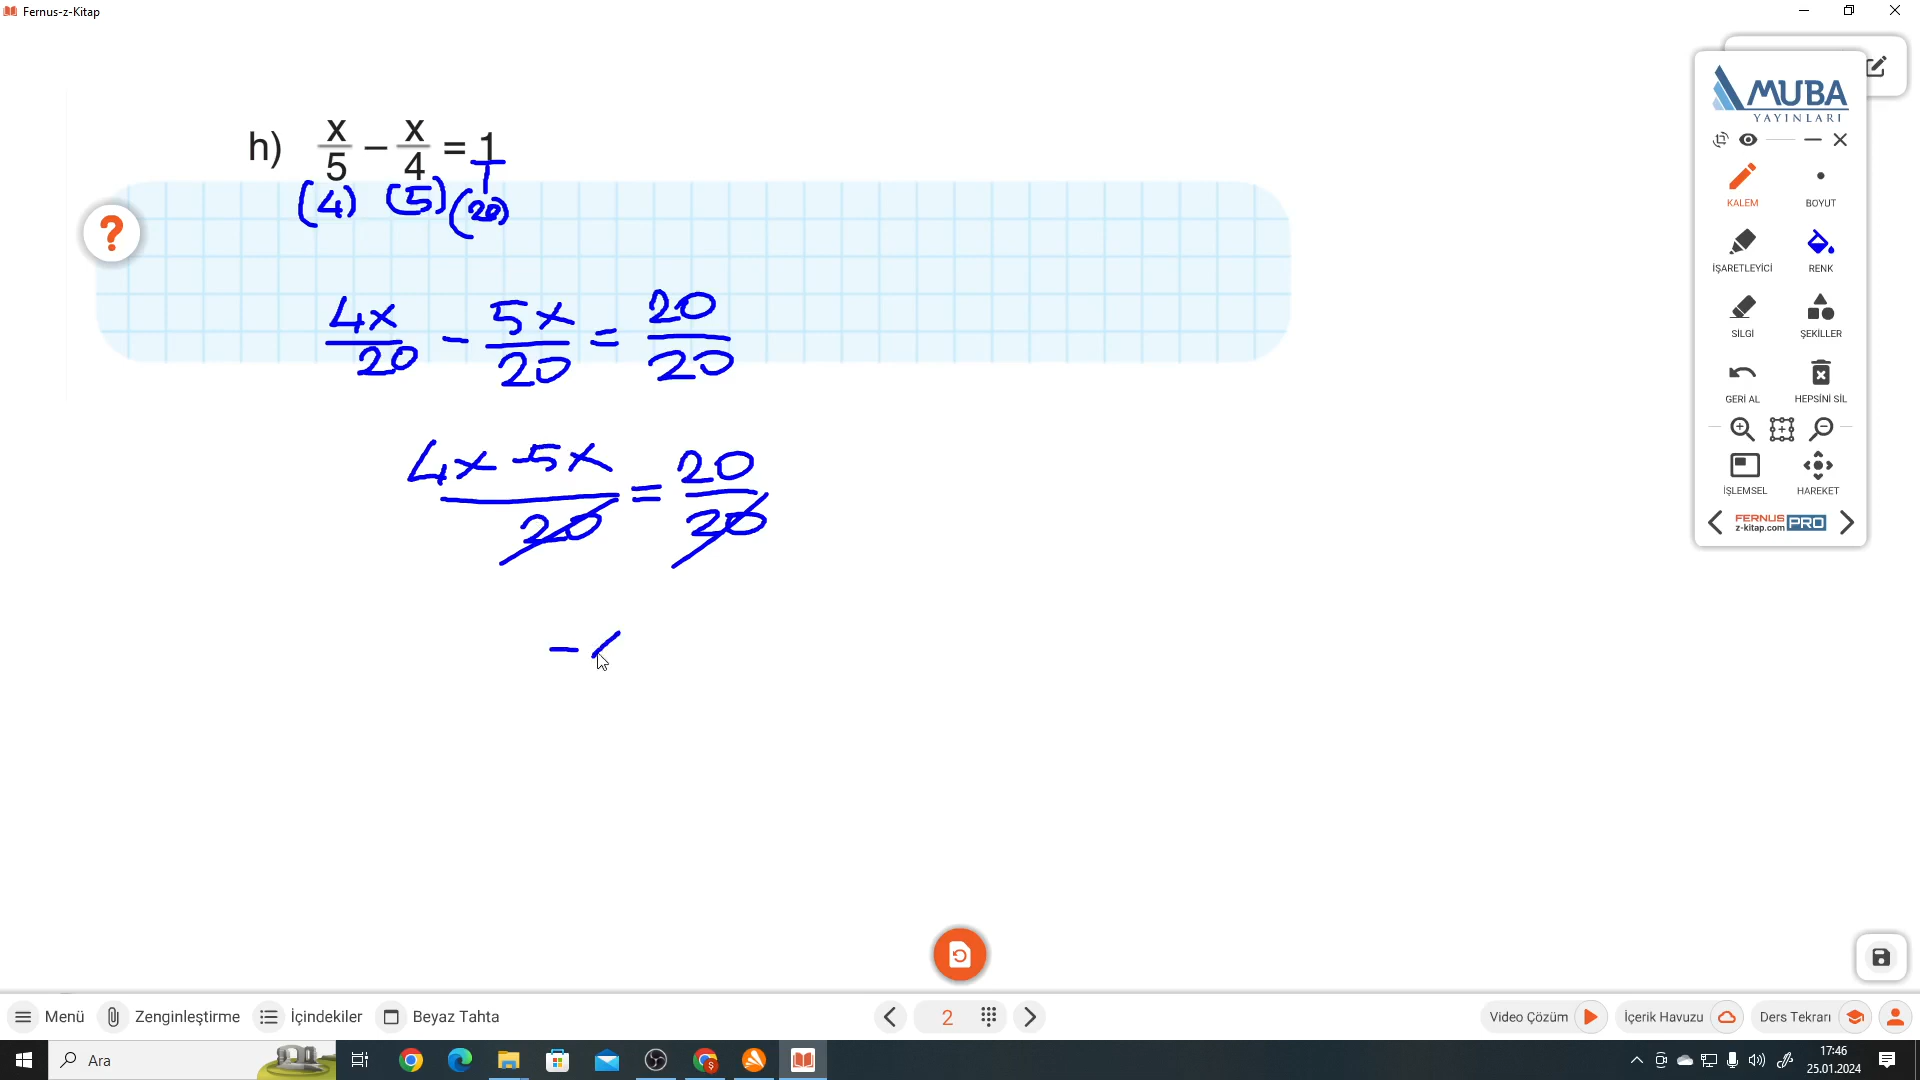 Fernus-z-Kitap
MUBA
YAYINLARI
h) x/5 − x/4 = 1/1
(4) (5) (20)
4x/20 - 5x/20 = 20/20
4x-5x/20 = 20/20
-
KALEM
BOYUT
İŞARETLEYİCİ
RENK
SİLGİ
ŞEKİLLER
GERİ AL
HEPSİNİ SİL
İŞLEMSEL
HAREKET
FERNUS PRO
z-kitap.com
Menü
Zenginleştirme
İçindekiler
Beyaz Tahta
2
Video Çözüm
İçerik Havuzu
Ders Tekrarı
Ara
17:46
25.01.2024